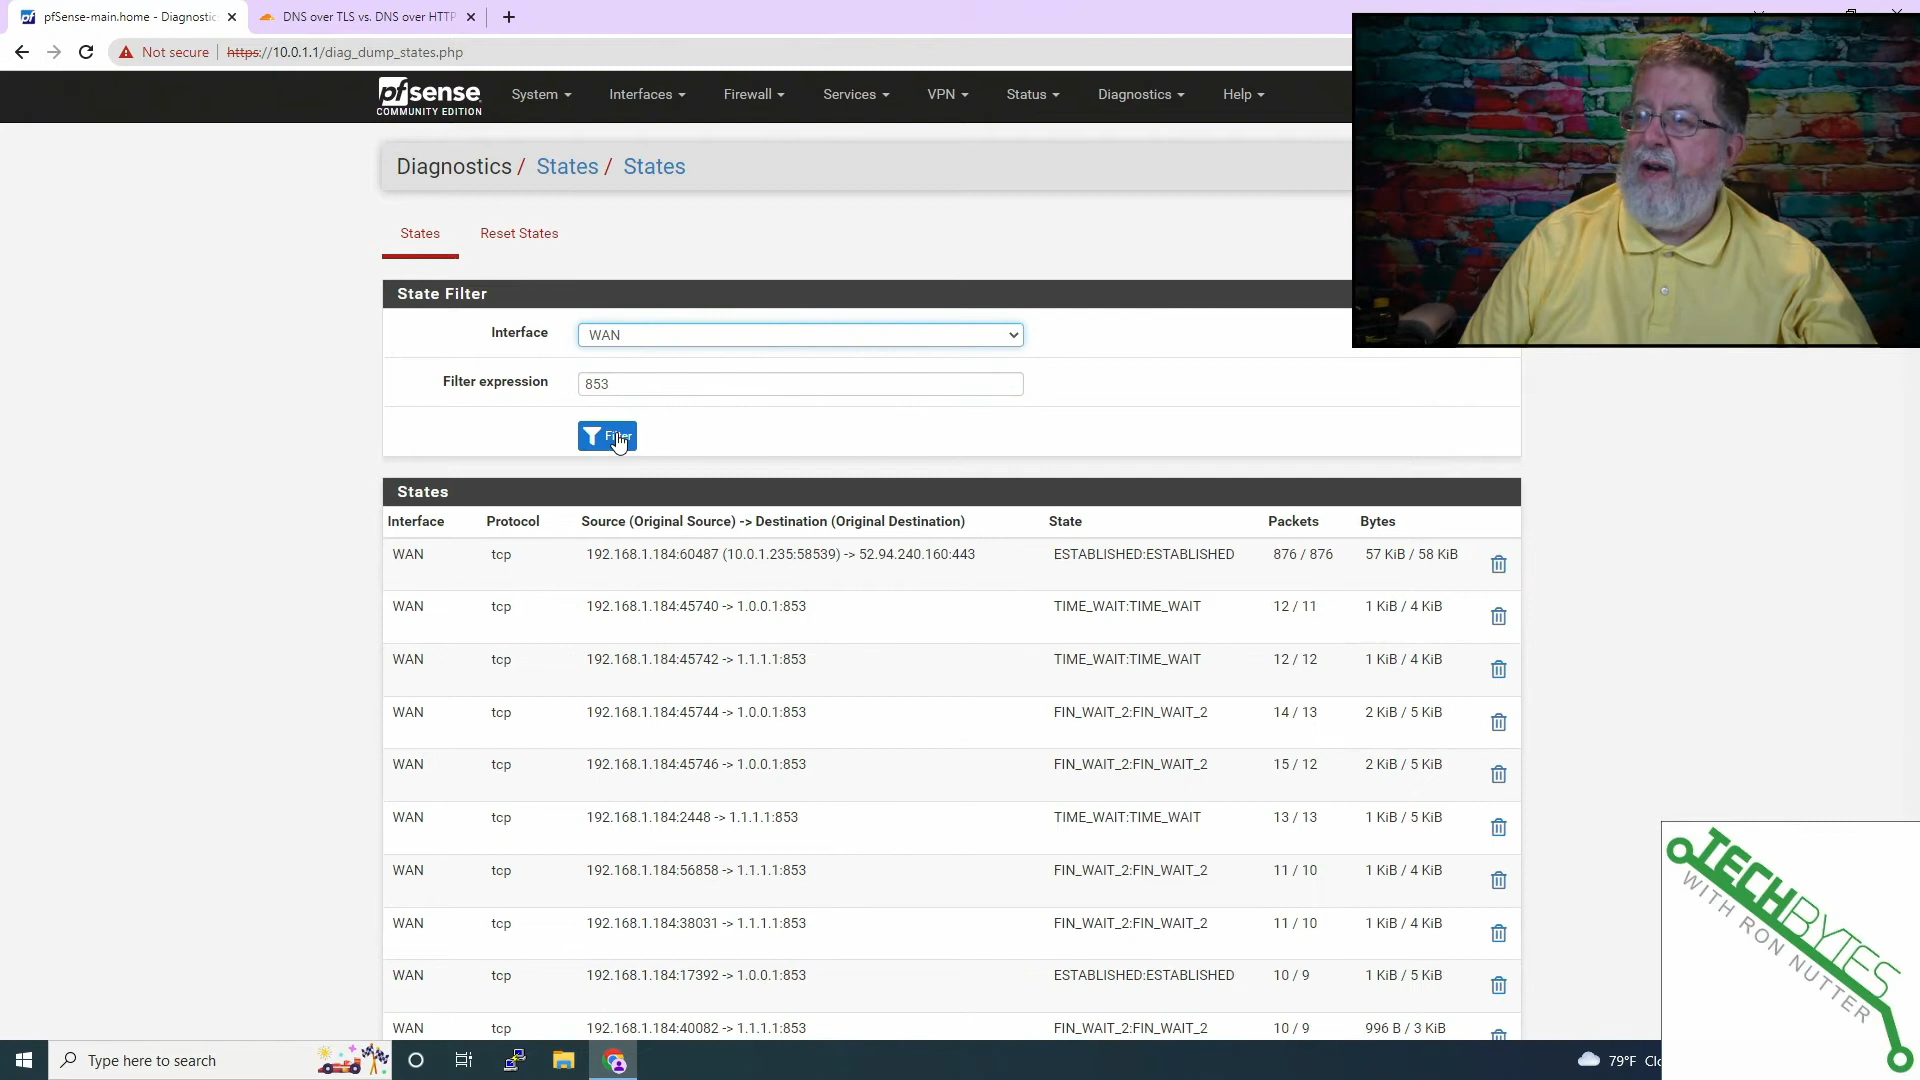 pfSense-main.home - Diagnostic
DNS over TLS vs. DNS over HTTP
Not secure
https://10.0.1.1/diag_dump_states.php
pfsense
COMMUNITY EDITION
System
Interfaces
Firewall
Services
VPN
Status
Diagnostics
Help
Diagnostics / States / States
States
Reset States
State Filter
Interface
WAN
Filter expression
853
Filter
States
Interface Protocol Source (Original Source) -> Destination (Original Destination) State Packets Bytes
WAN tcp 192.168.1.184:60487 (10.0.1.235:58539) -> 52.94.240.160:443 ESTABLISHED:ESTABLISHED 876 / 876 57 KiB / 58 KiB
WAN tcp 192.168.1.184:45740 -> 1.0.0.1:853 TIME_WAIT:TIME_WAIT 12 / 11 1 KiB / 4 KiB
WAN tcp 192.168.1.184:45742 -> 1.1.1.1:853 TIME_WAIT:TIME_WAIT 12 / 12 1 KiB / 4 KiB
WAN tcp 192.168.1.184:45744 -> 1.0.0.1:853 FIN_WAIT_2:FIN_WAIT_2 14 / 13 2 KiB / 5 KiB
WAN tcp 192.168.1.184:45746 -> 1.0.0.1:853 FIN_WAIT_2:FIN_WAIT_2 15 / 12 2 KiB / 5 KiB
WAN tcp 192.168.1.184:2448 -> 1.1.1.1:853 TIME_WAIT:TIME_WAIT 13 / 13 1 KiB / 5 KiB
WAN tcp 192.168.1.184:56858 -> 1.1.1.1:853 FIN_WAIT_2:FIN_WAIT_2 11 / 10 1 KiB / 4 KiB
WAN tcp 192.168.1.184:38031 -> 1.1.1.1:853 FIN_WAIT_2:FIN_WAIT_2 11 / 10 1 KiB / 4 KiB
WAN tcp 192.168.1.184:17392 -> 1.0.0.1:853 ESTABLISHED:ESTABLISHED 10 / 9 1 KiB / 5 KiB
WAN tcp 192.168.1.184:40082 -> 1.1.1.1:853 FIN_WAIT_2:FIN_WAIT_2 10 / 9 996 B / 3 KiB
Type here to search
79°F Clo
TECHBYTES
WITH RON NUTTER